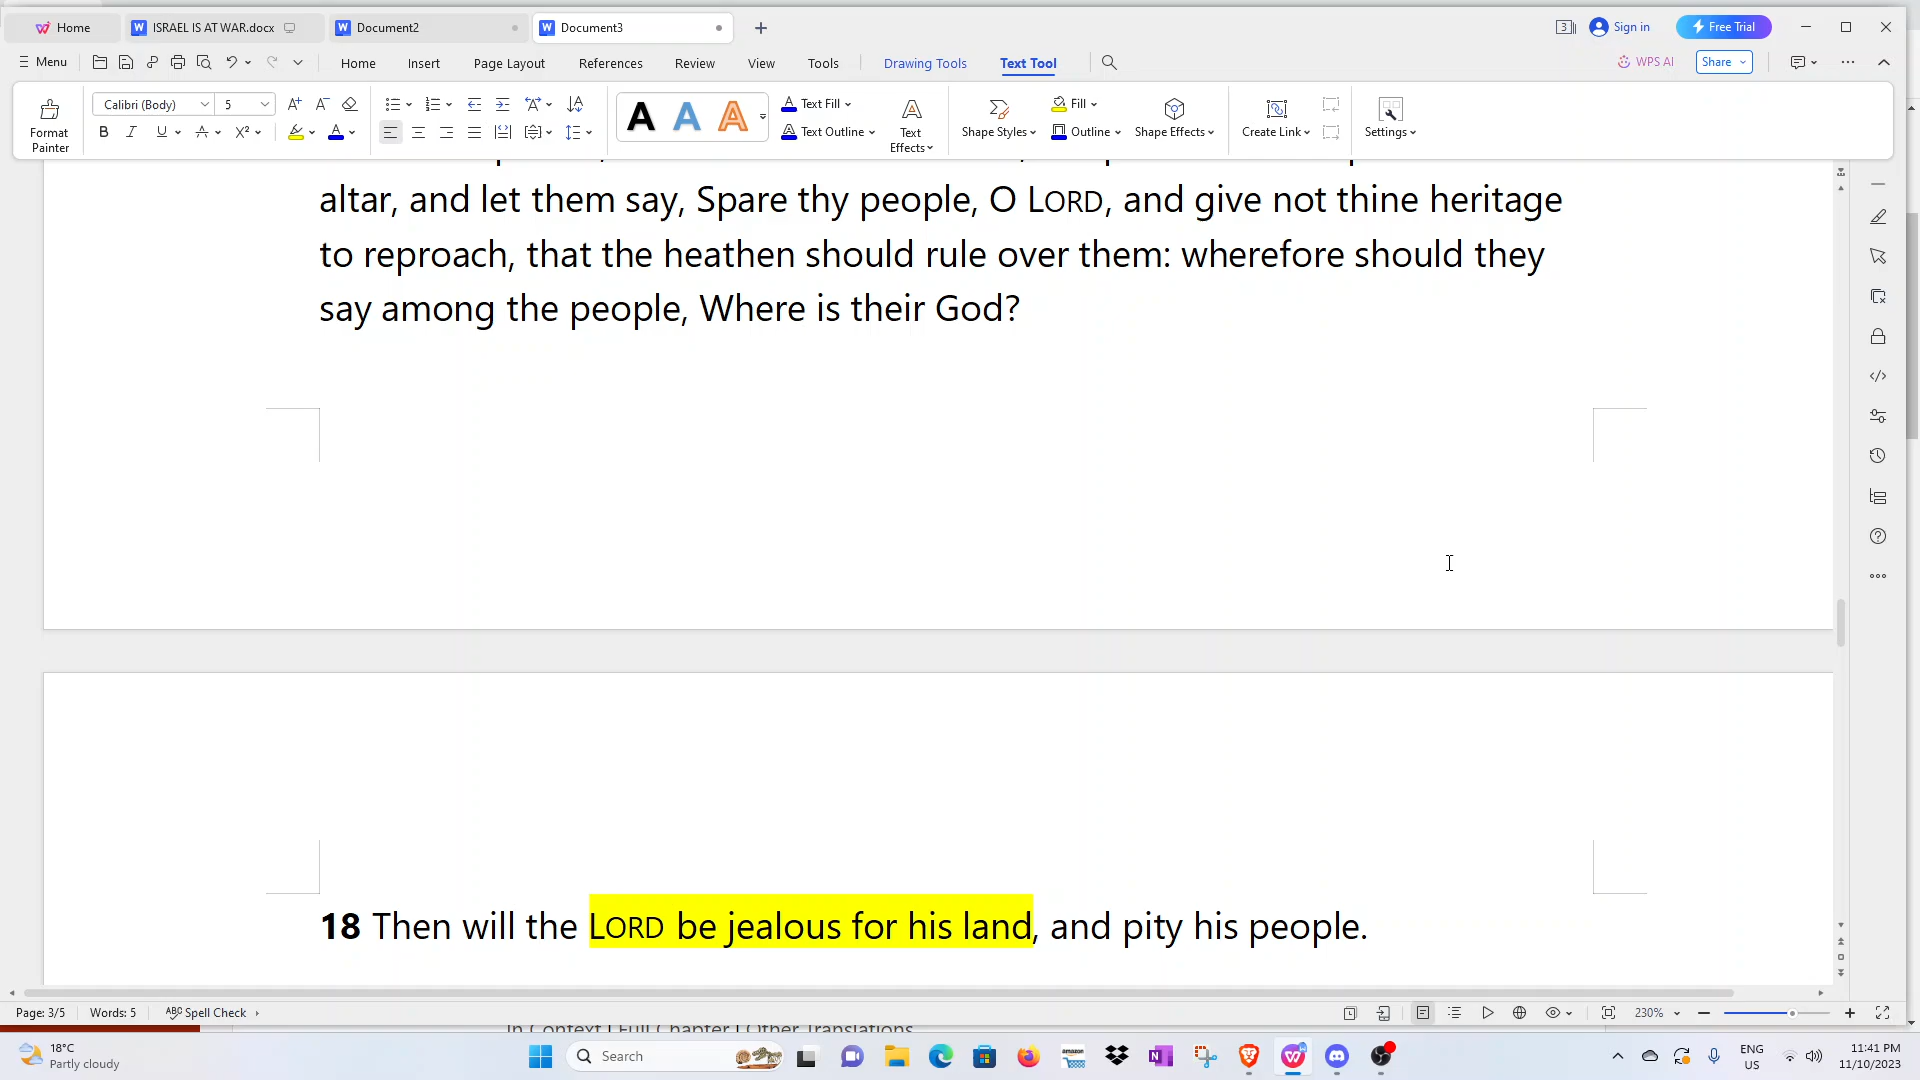 Home
ISRAEL IS AT WAR.docx
Document2
Document3
Sign in
Free Trial
Menu
Home
Insert
Page Layout
References
Review
View
Tools
Drawing Tools
Text Tool
WPS AI
Share
Format
Painter
Calibri (Body)
5
Text Fill
Text Outline
Text
Effects
Shape Styles
Fill
Outline
Shape Effects
Create Link
Settings
altar, and let them say, Spare thy people, O LORD, and give not thine heritage
to reproach, that the heathen should rule over them: wherefore should they
say among the people, Where is their God?
18 Then will the LORD be jealous for his land, and pity his people.
Page: 3/5
Words: 5
Spell Check
230%
In Context | Full Chapter | Other Translations
18°C
Partly cloudy
Search
ENG
US
11:41 PM
11/10/2023